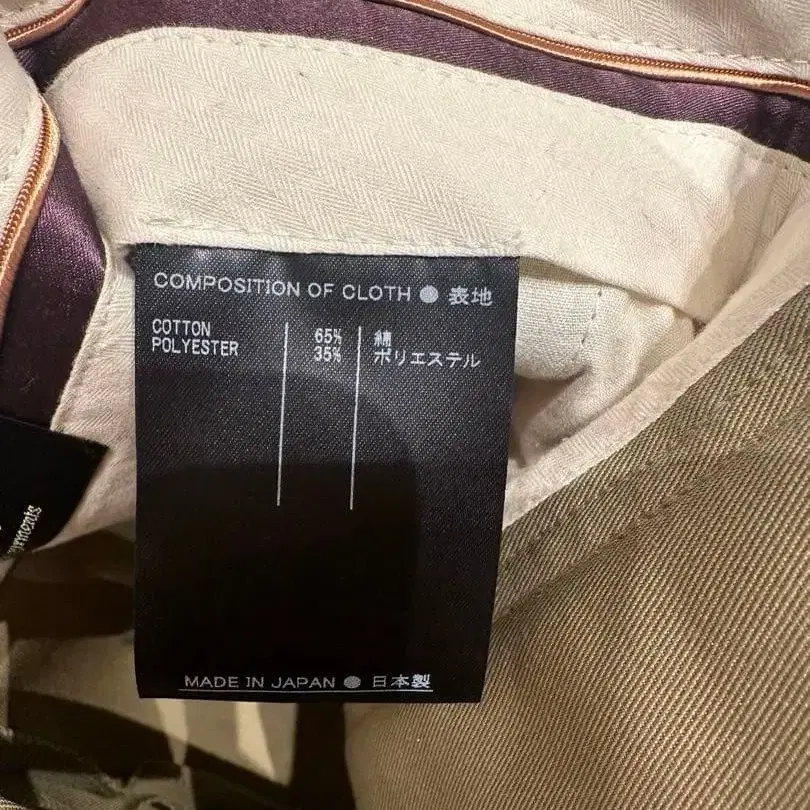 COMPOSITION OF CLOTH ● 表地
COTTON 65% 綿
POLYESTER 35% ポリエステル
MADE IN JAPAN ● 日本製